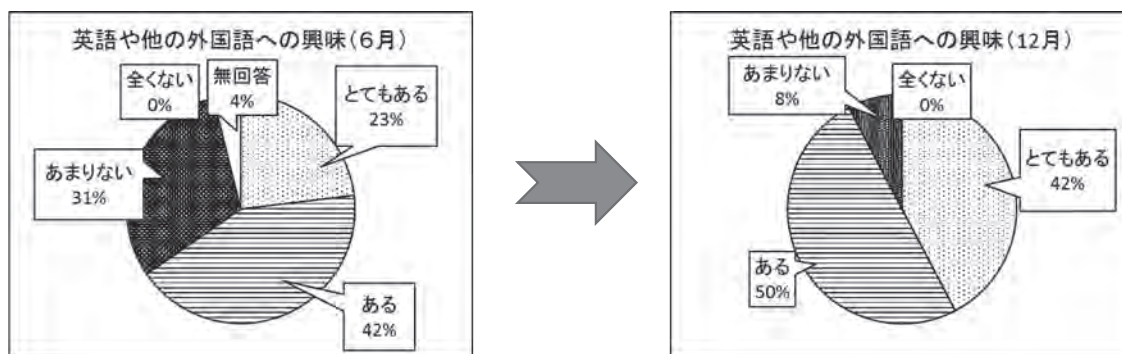 英語や他の外国語への興味(6月)
全くない
0%
無回答
4%
とてもある
23%
あまりない
31%
ある
42%
英語や他の外国語への興味(12月)
あまりない
8%
全くない
0%
とてもある
42%
ある
50%